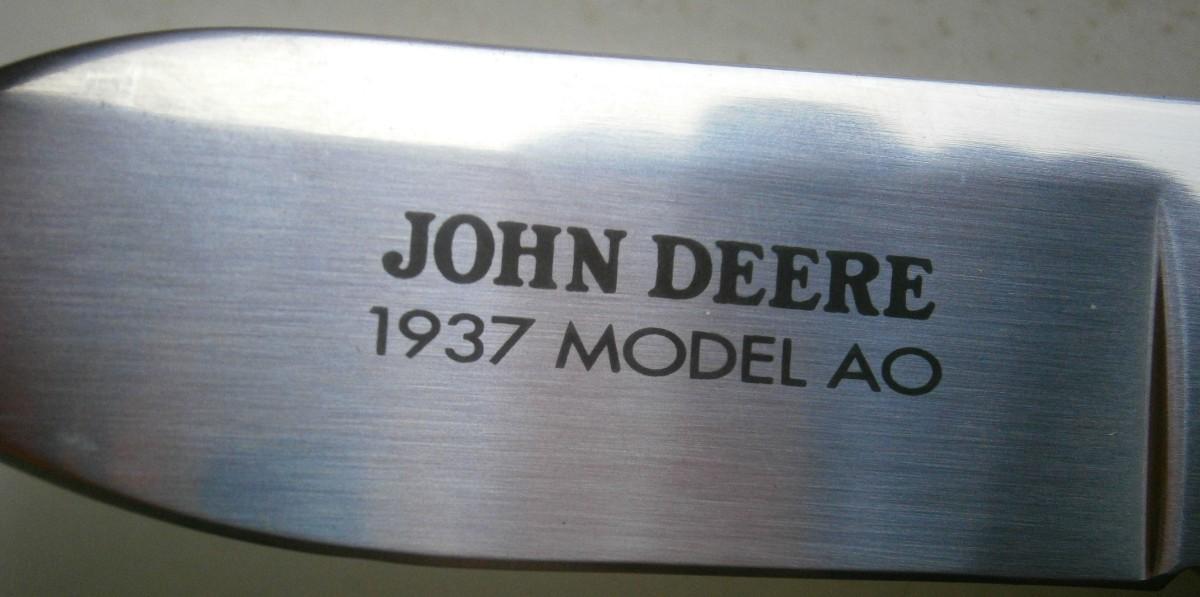 JOHN DEERE
1937 MODEL AO